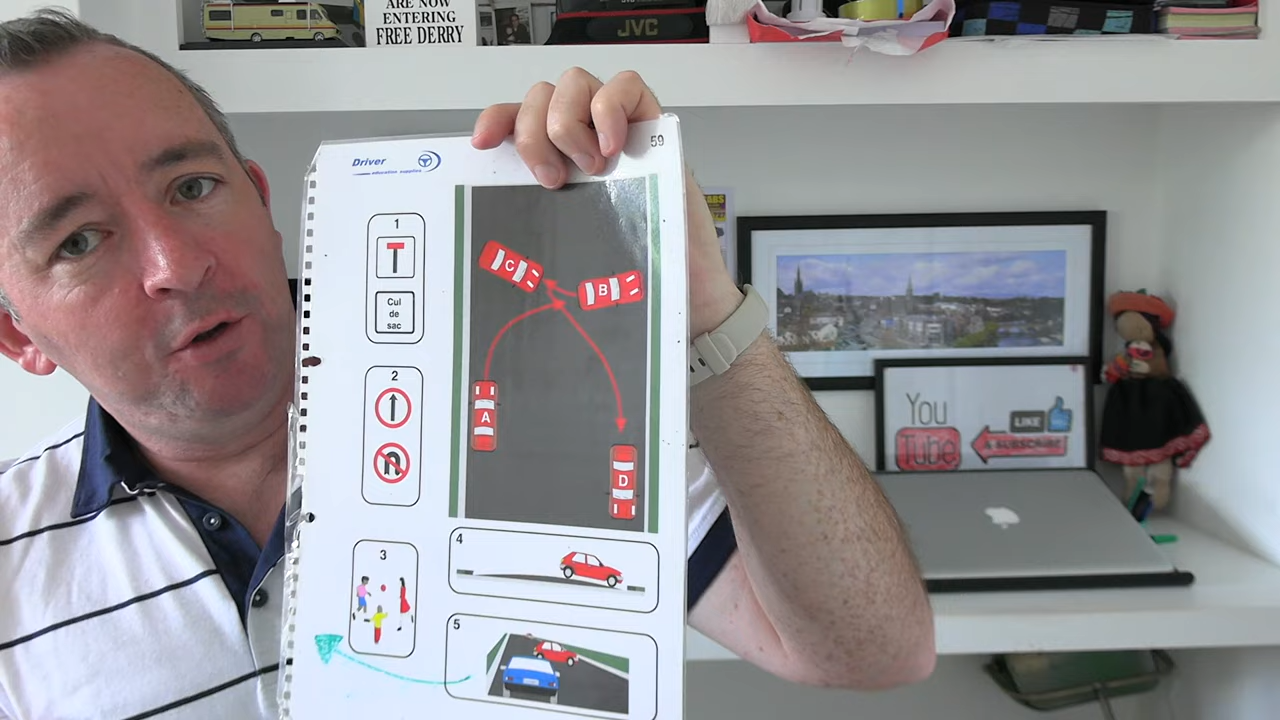 ARE NOW
ENTERING
FREE DERRY
JVC
59
Driver
education supplies
1
T
Cul
de
sac
2
3
C
B
A
D
4
5
You
Tube
LIKE
& SUBSCRIBE